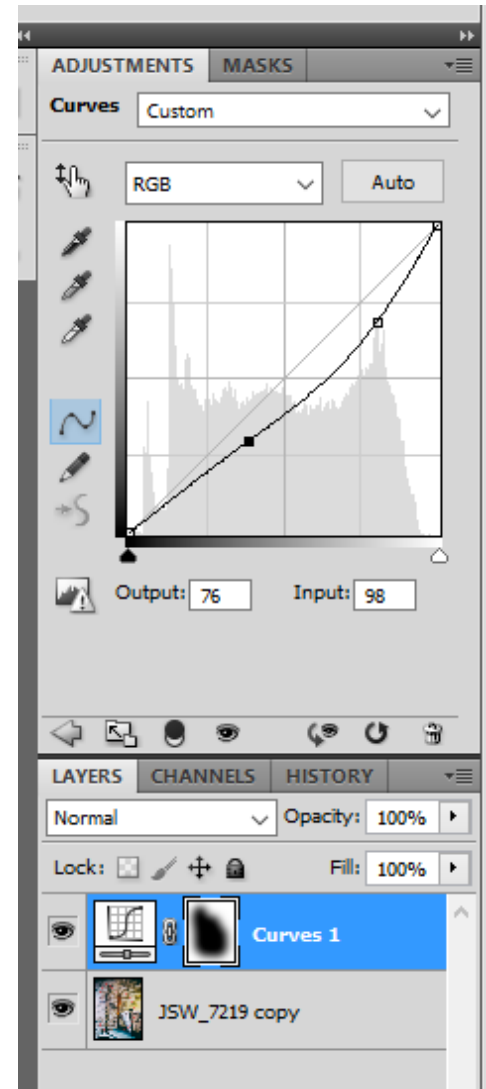 ADJUSTMENTS MASKS
Curves Custom
RGB Auto
Output: 76 Input: 98
LAYERS CHANNELS HISTORY
Normal Opacity: 100%
Lock: Fill: 100%
Curves 1
JSW_7219 copy